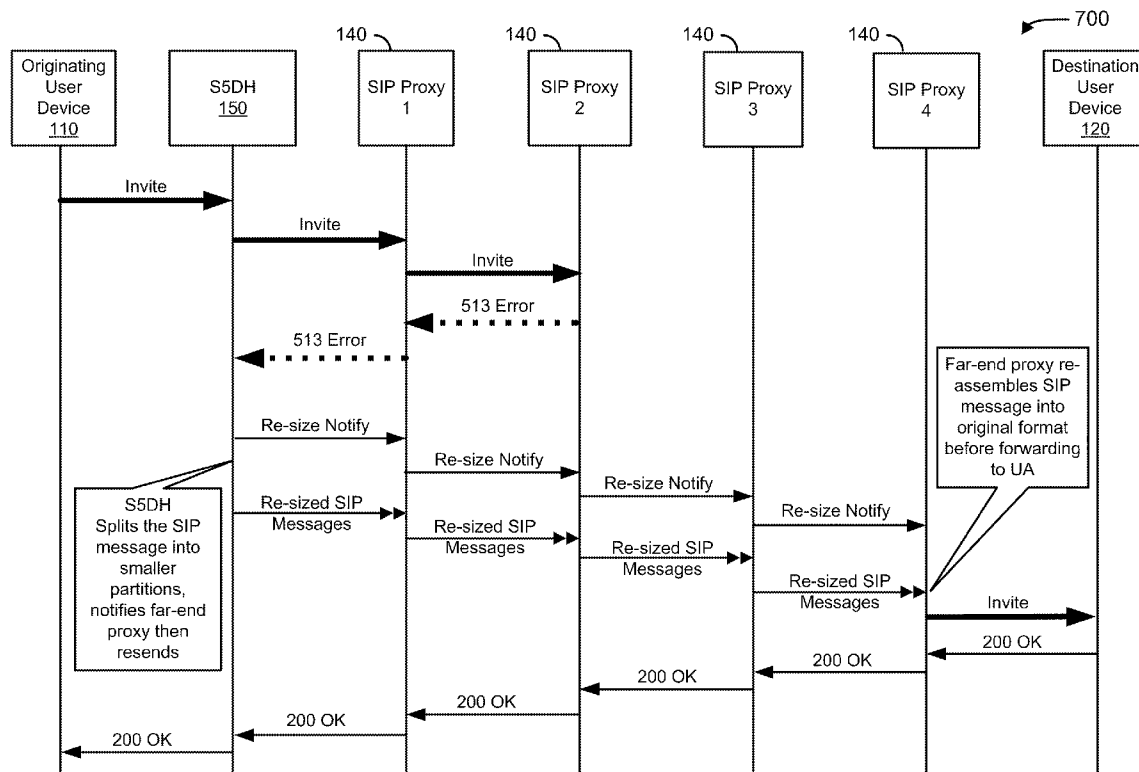 700
140
140
140
140
Originating
User
Device
110
S5DH
150
SIP Proxy
1
SIP Proxy
2
SIP Proxy
3
SIP Proxy
4
Destination
User
Device
120
Invite
Invite
Invite
513 Error
513 Error
Far-end proxy re-
assembles SIP
message into
original format
before forwarding
to UA
Re-size Notify
Re-size Notify
Re-size Notify
Re-size Notify
S5DH
Splits the SIP
message into
smaller
partitions,
notifies far-end
proxy then
resends
Re-sized SIP
Messages
Re-sized SIP
Messages
Re-sized SIP
Messages
Re-sized SIP
Messages
Invite
200 OK
200 OK
200 OK
200 OK
200 OK
200 OK